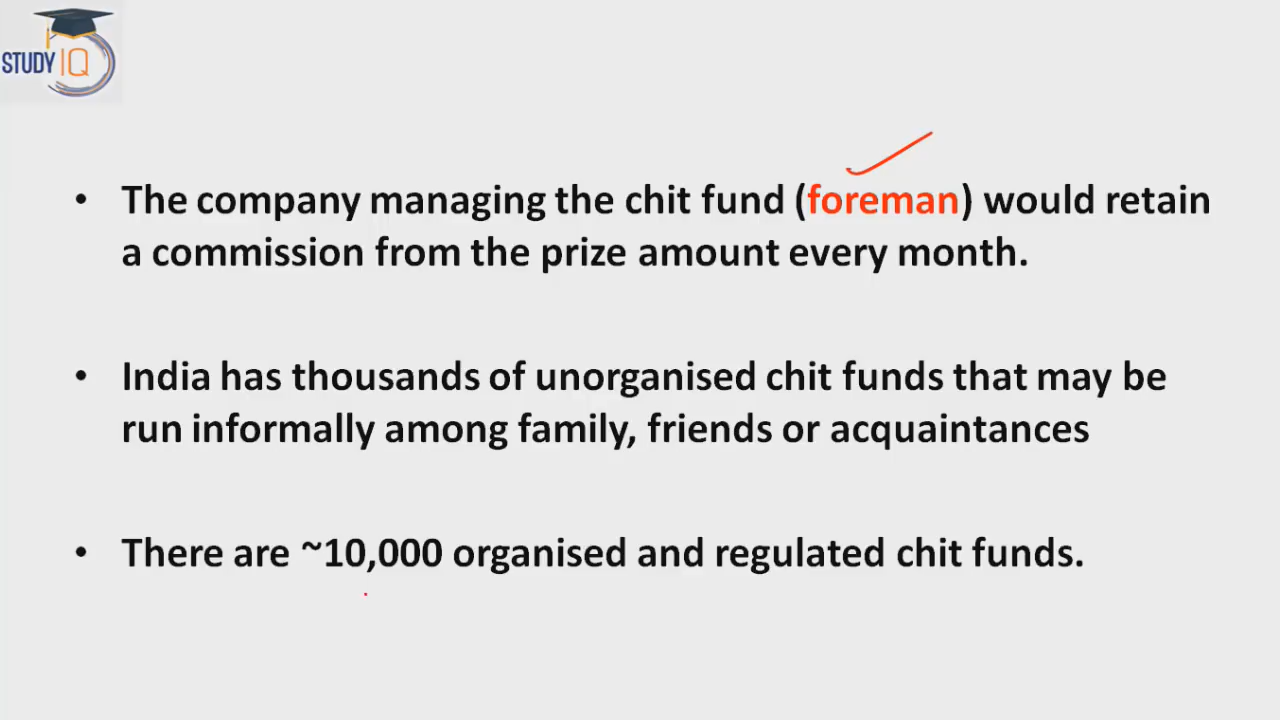 STUDY IQ
• The company managing the chit fund (foreman) would retain
a commission from the prize amount every month.
• India has thousands of unorganised chit funds that may be
run informally among family, friends or acquaintances
• There are ~10,000 organised and regulated chit funds.